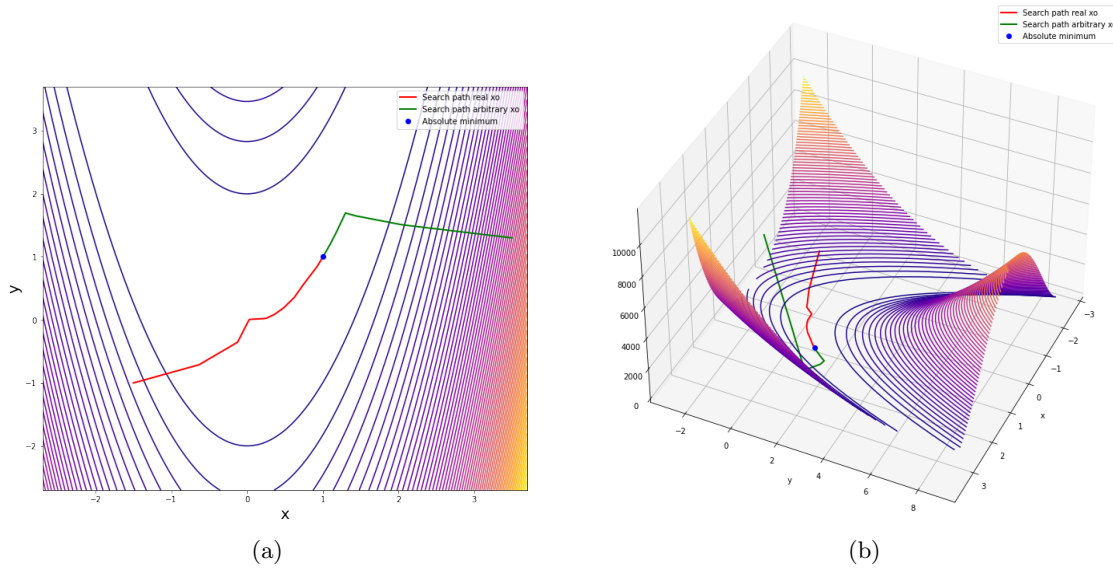 Search path real xo
Search path arbitrary xo
Absolute minimum
3
2
1
0
−1
−2
y
−2
−1
0
1
2
3
x
(a)
Search path real xo
Search path arbitrary xo
Absolute minimum
10000
8000
6000
4000
2000
0
−2
0
2
4
6
8
y
−3
−2
−1
0
1
2
3
x
(b)